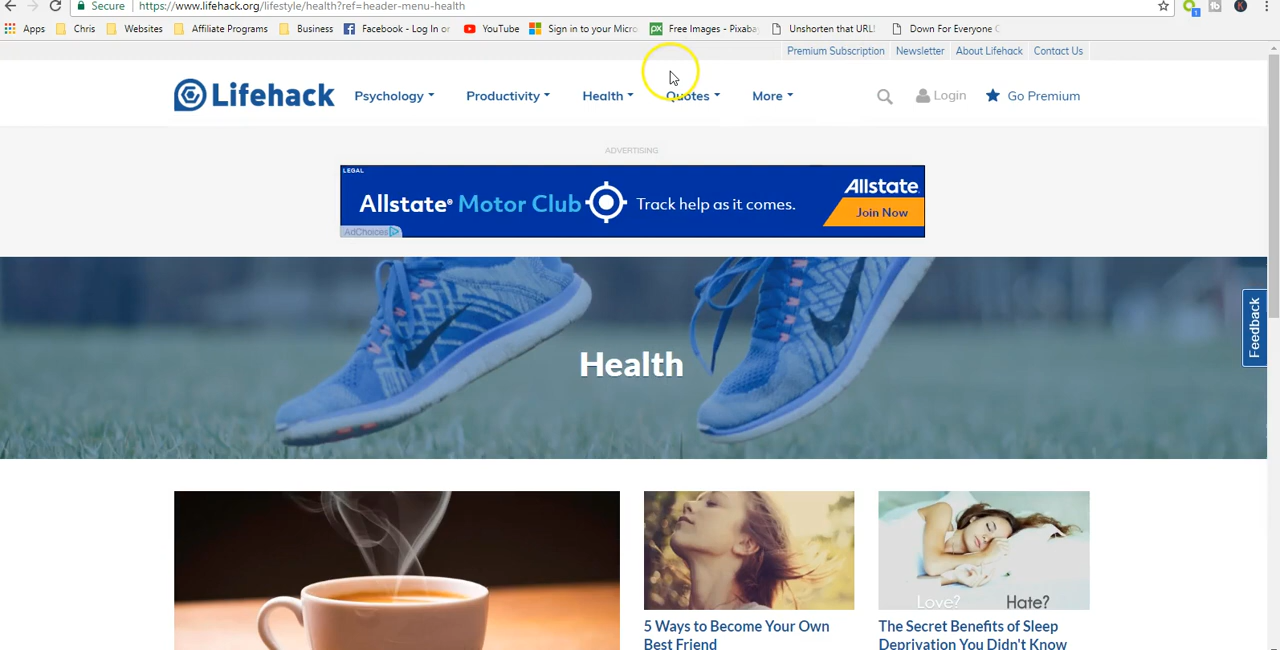 Secure https://www.lifehack.org/lifestyle/health?ref=header-menu-health
Apps Chris Websites Affiliate Programs Business Facebook - Log In or YouTube Sign in to your Micro Free Images - Pixaba Unshorten that URL! Down For Everyone
Premium Subscription Newsletter About Lifehack Contact Us
Lifehack Psychology Productivity Health Quotes More Login Go Premium
ADVERTISING
LEGAL
Allstate® Motor Club Track help as it comes. Allstate.
Join Now
AdChoices
Feedback
Health
Love? Hate?
5 Ways to Become Your Own
Best Friend
The Secret Benefits of Sleep
Deprivation You Didn't Know